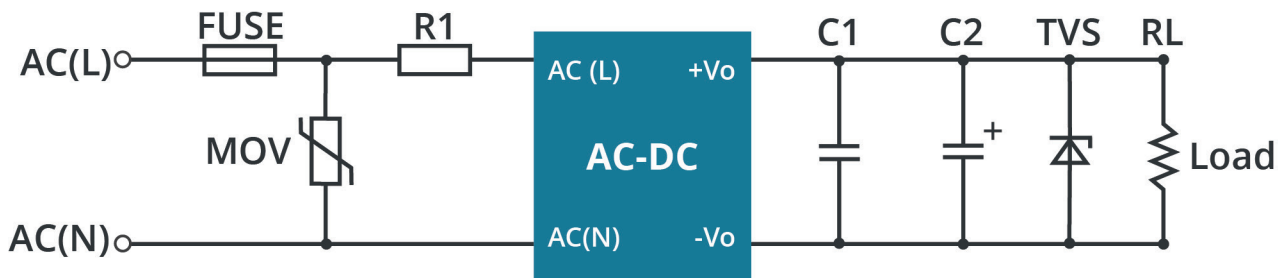 FUSE R1 C1 C2 TVS RL
AC(L) AC (L) +Vo
+
MOV AC-DC Load
AC(N) AC(N) -Vo